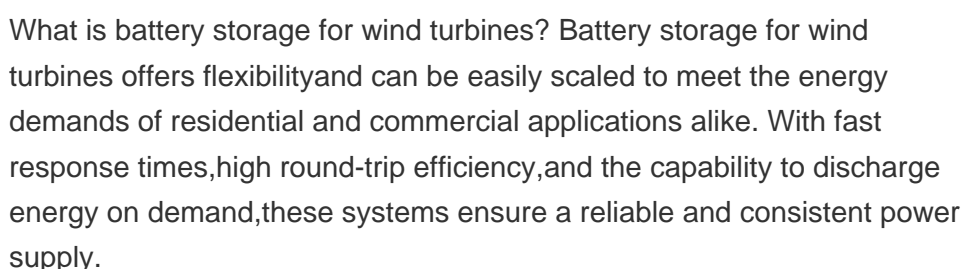 What is battery storage for wind turbines? Battery storage for wind
turbines offers flexibilityand can be easily scaled to meet the energy
demands of residential and commercial applications alike. With fast
response times,high round-trip efficiency,and the capability to discharge
energy on demand,these systems ensure a reliable and consistent power
supply.